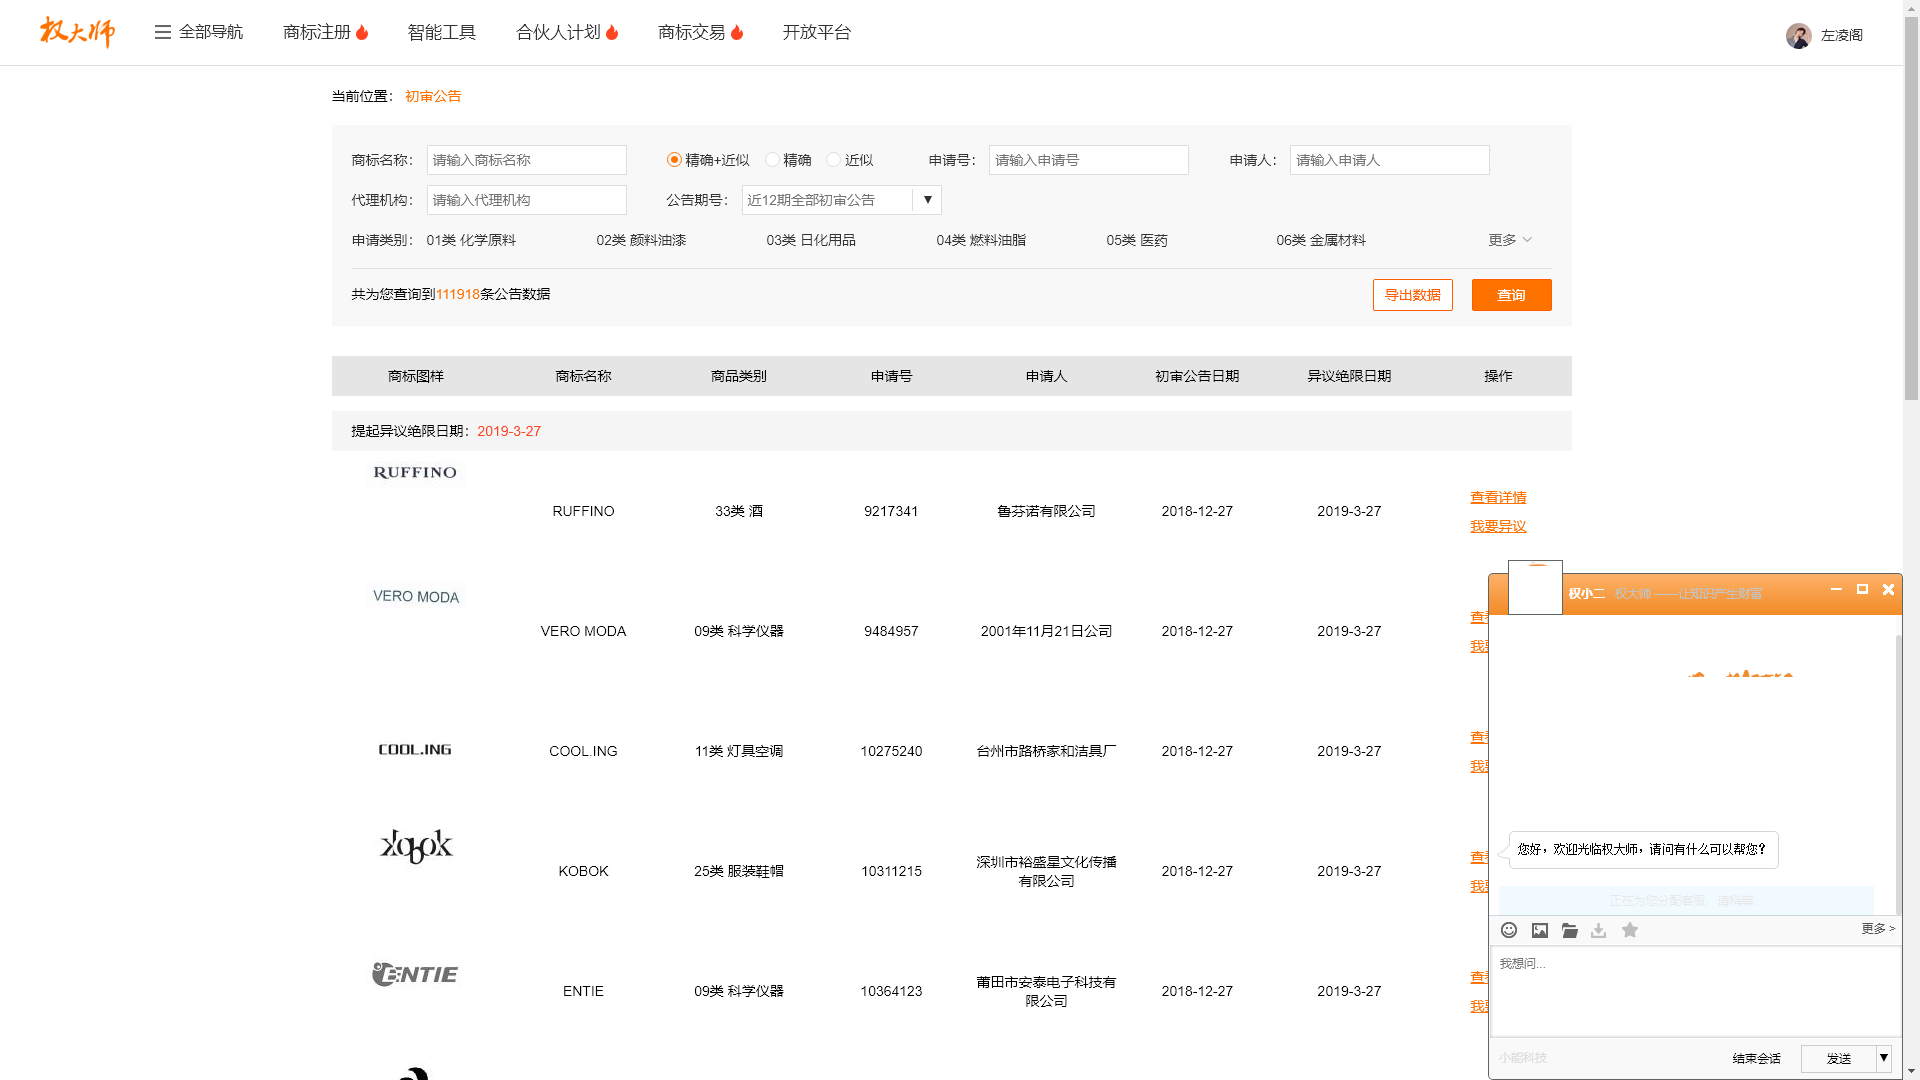 权大师 全部导航 商标注册 智能工具 合伙人计划 商标交易 开放平台 左凌阁
当前位置： 初审公告
商标名称： 请输入商标名称 精确+近似 精确 近似 申请号： 请输入申请号 申请人： 请输入申请人
代理机构： 请输入代理机构 公告期号： 近12期全部初审公告 ▼
申请类别： 01类 化学原料 02类 颜料油漆 03类 日化用品 04类 燃料油脂 05类 医药 06类 金属材料 更多
共为您查询到111918条公告数据 导出数据 查询
商标图样 商标名称 商品类别 申请号 申请人 初审公告日期 异议绝限日期 操作
提起异议绝限日期：2019-3-27
RUFFINO
RUFFINO 33类 酒 9217341 鲁芬诺有限公司 2018-12-27 2019-3-27 查看详情
我要异议
VERO MODA
VERO MODA 09类 科学仪器 9484957 2001年11月21日公司 2018-12-27 2019-3-27
COOL.ING
COOL.ING 11类 灯具空调 10275240 台州市路桥家和洁具厂 2018-12-27 2019-3-27
kobok
KOBOK 25类 服装鞋帽 10311215 深圳市裕盛星文化传播
有限公司 2018-12-27 2019-3-27
ENTIE
ENTIE 09类 科学仪器 10364123 莆田市安泰电子科技有
限公司 2018-12-27 2019-3-27
权小二 权大师 ——让知识产生财富
您好，欢迎光临权大师，请问有什么可以帮您？
正在为您分配客服，请稍等
更多 >
我想问...
小能科技 结束会话 发送 ▼